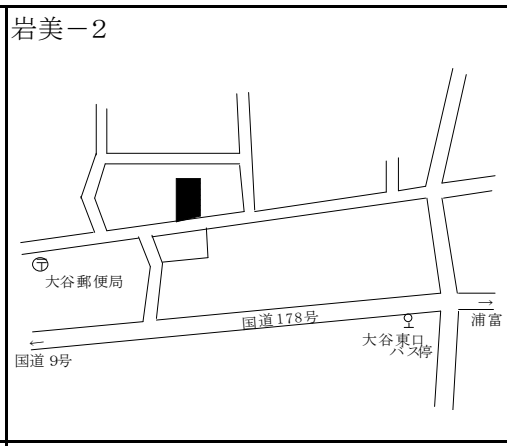 岩美－2
大谷郵便局
国道178号
大谷東口
バス停
→
浦富
←
国道9号